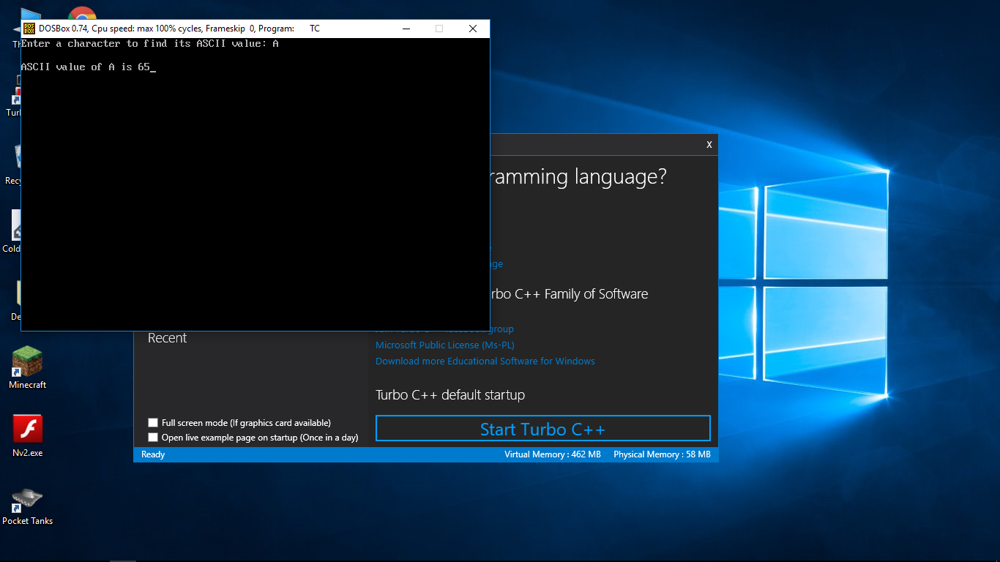 DOSBox 0.74, Cpu speed: max 100% cycles, Frameskip 0, Program: TC
Enter a character to find its ASCII value: A
ASCII value of A is 65_
X
ramming language?
age
rbo C++ Family of Software
group
Microsoft Public License (Ms-PL)
Download more Educational Software for Windows
Recent
Turbo C++ default startup
Full screen mode (If graphics card available)
Open live example page on startup (Once in a day)
Start Turbo C++
Ready
Virtual Memory : 462 MB
Physical Memory : 58 MB
Th
Turb
Recy
Cold
De
Minecraft
Nv2.exe
Pocket Tanks